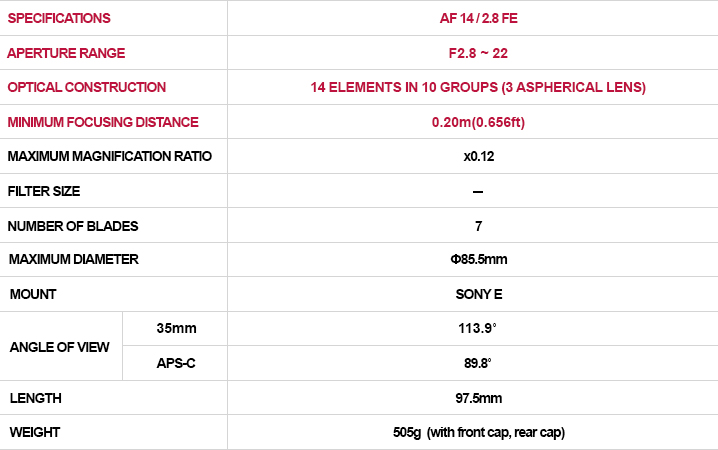 SPECIFICATIONS AF 14 / 2.8 FE
APERTURE RANGE F2.8 ~ 22
OPTICAL CONSTRUCTION 14 ELEMENTS IN 10 GROUPS (3 ASPHERICAL LENS)
MINIMUM FOCUSING DISTANCE 0.20m(0.656ft)
MAXIMUM MAGNIFICATION RATIO x0.12
FILTER SIZE —
NUMBER OF BLADES 7
MAXIMUM DIAMETER Φ85.5mm
MOUNT SONY E
ANGLE OF VIEW
35mm 113.9˚
APS-C 89.8˚
LENGTH 97.5mm
WEIGHT 505g (with front cap, rear cap)